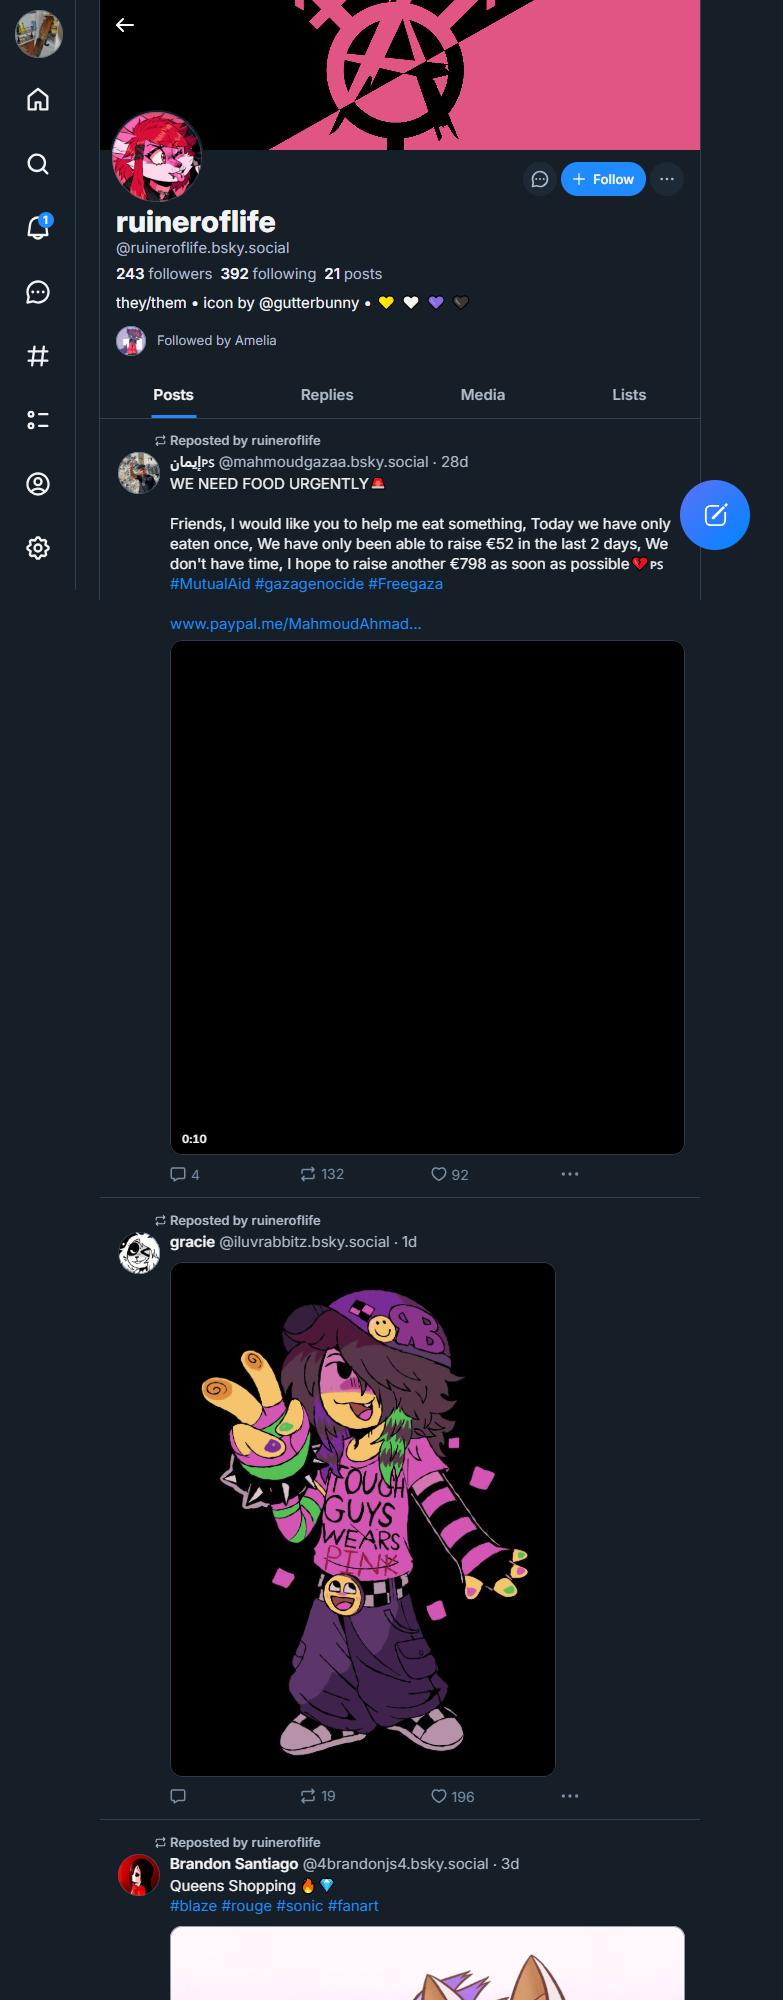 1
Follow
ruineroflife
@ruineroflife.bsky.social
243 followers 392 following 21 posts
they/them • icon by @gutterbunny • 💛 🤍 💜 🖤
Followed by Amelia
Posts Replies Media Lists
Reposted by ruineroflife
إيمان🇵🇸 @mahmoudgazaa.bsky.social · 28d
WE NEED FOOD URGENTLY🚨
Friends, I would like you to help me eat something, Today we have only
eaten once, We have only been able to raise €52 in the last 2 days, We
don't have time, I hope to raise another €798 as soon as possible💔🇵🇸
#MutualAid #gazagenocide #Freegaza
www.paypal.me/MahmoudAhmad...
0:10
4 132 92
Reposted by ruineroflife
gracie @iluvrabbitz.bsky.social · 1d
TOUGH
GUYS
WEARS
PINK
19 196
Reposted by ruineroflife
Brandon Santiago @4brandonjs4.bsky.social · 3d
Queens Shopping 🔥💎
#blaze #rouge #sonic #fanart